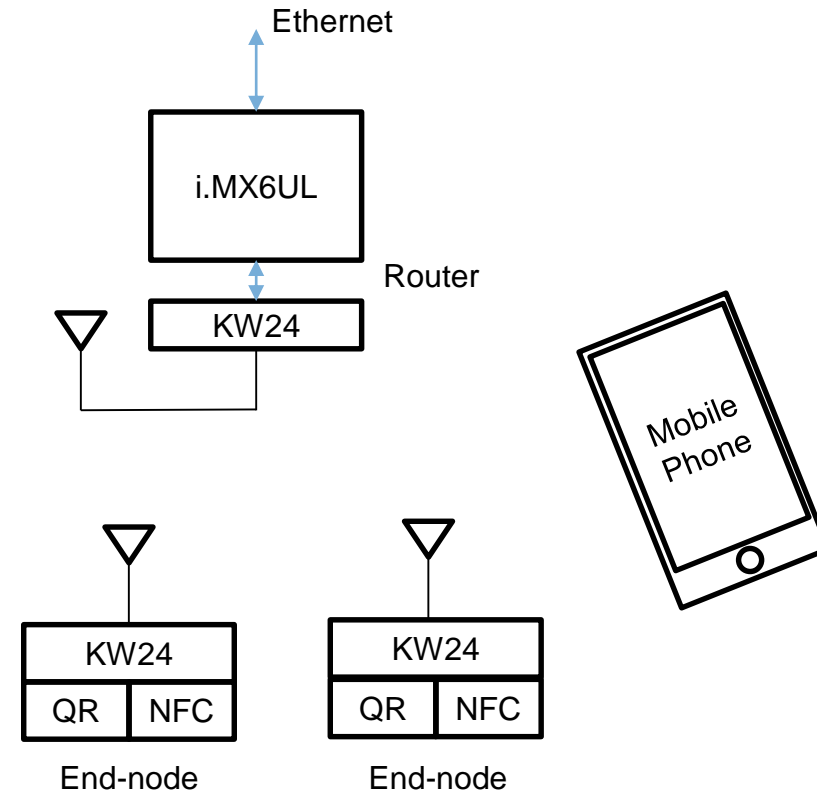 Ethernet
i.MX6UL
Router
KW24
Mobile
Phone
KW24
QR
NFC
End-node
KW24
QR
NFC
End-node